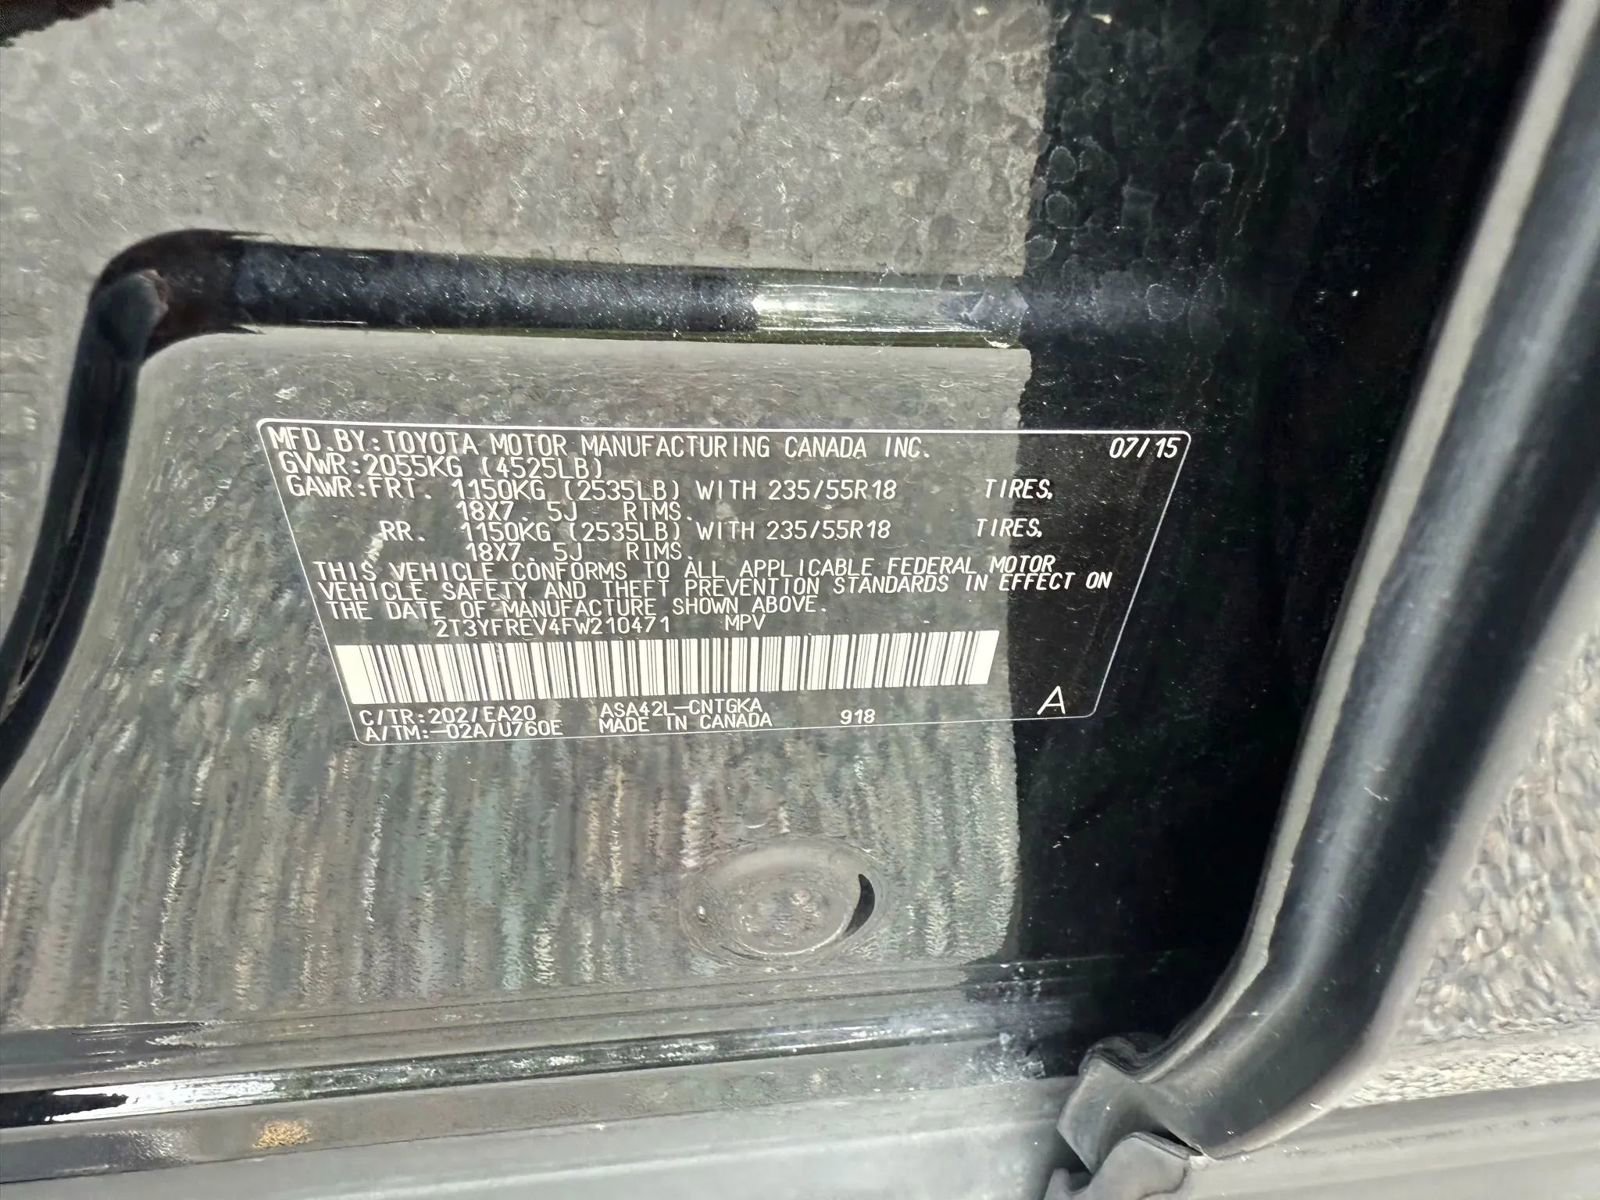 MFD. BY: TOYOTA MOTOR MANUFACTURING CANADA INC. 07/15
GVWR: 2055KG (4525LB)
GAWR: FRT. 1150KG (2535LB) WITH 235/55R18 TIRES,
18X7. 5J RIMS.
RR. 1150KG (2535LB) WITH 235/55R18 TIRES,
18X7. 5J RIMS.
THIS VEHICLE CONFORMS TO ALL APPLICABLE FEDERAL MOTOR
VEHICLE SAFETY AND THEFT PREVENTION STANDARDS IN EFFECT ON
THE DATE OF MANUFACTURE SHOWN ABOVE.
2T3YFREV4FW210471 MPV
C/TR: 202/EA20 ASA42L-CNTGKA
A/TM: -02A/U760E MADE IN CANADA 918 A